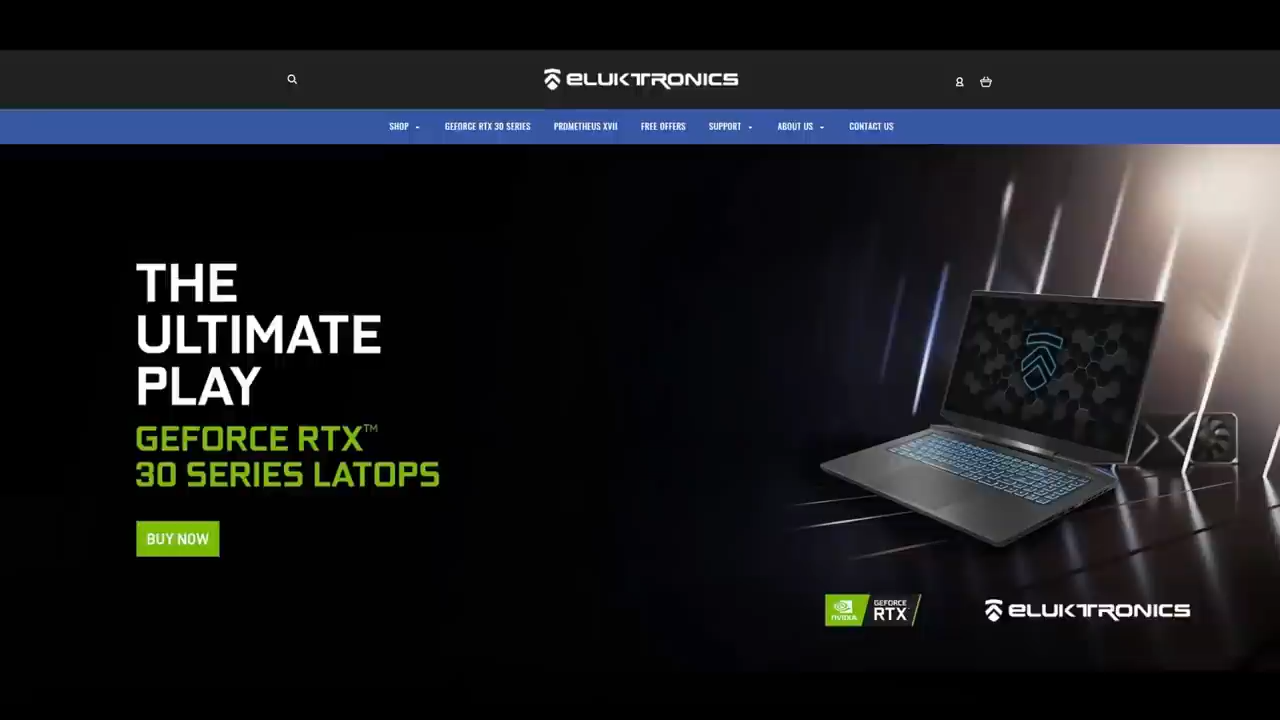 ELUKTRONICS
SHOP
GEFORCE RTX 30 SERIES
PROMETHEUS XVII
FREE OFFERS
SUPPORT
ABOUT US
CONTACT US
THE
ULTIMATE
PLAY
GEFORCE RTX™
30 SERIES LATOPS
BUY NOW
NVIDIA
GEFORCE
RTX
ELUKTRONICS